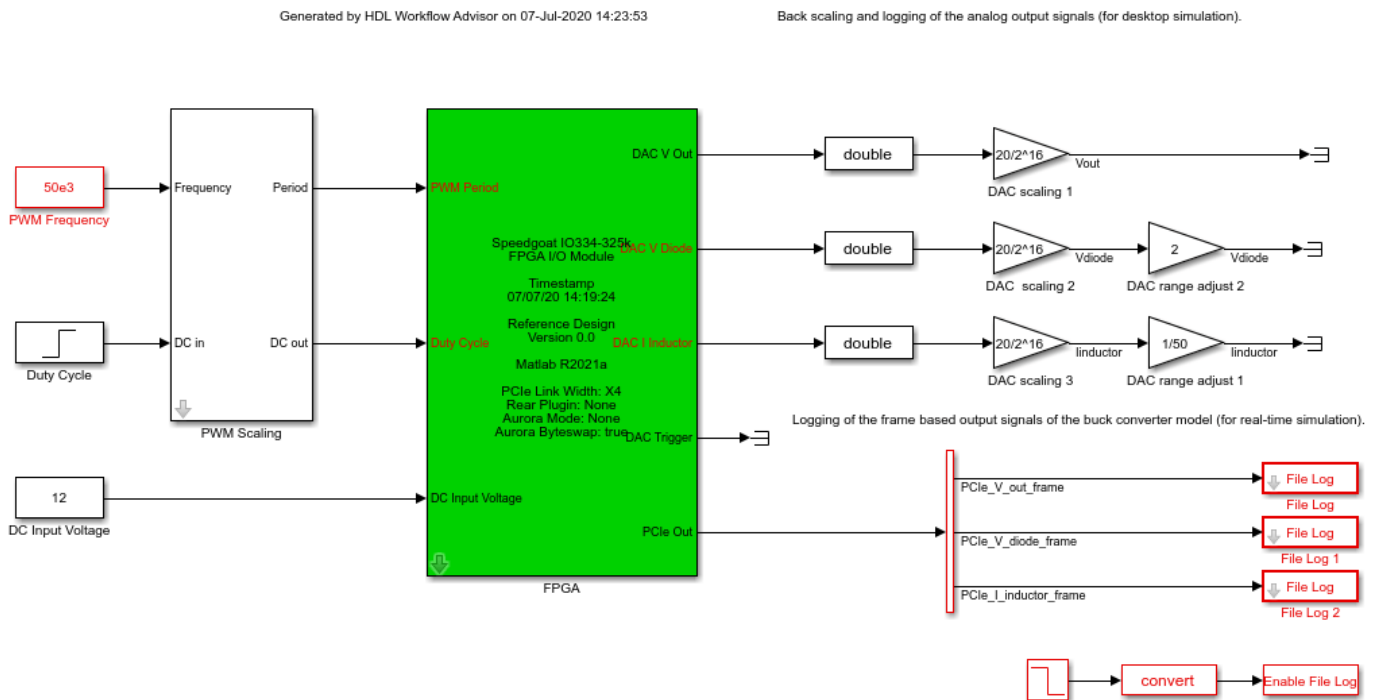 Generated by HDL Workflow Advisor on 07-Jul-2020 14:23:53
Back scaling and logging of the analog output signals (for desktop simulation).
50e3
PWM Frequency
Duty Cycle
12
DC Input Voltage
Frequency
Period
DC in
DC out
PWM Scaling
PWM Period
Duty Cycle
DC Input Voltage
Speedgoat IO334-325k
FPGA I/O Module
Timestamp
07/07/20 14:19:24
Reference Design
Version 0.0
Matlab R2021a
PCIe Link Width: X4
Rear Plugin: None
Aurora Mode: None
Aurora Byteswap: true
DAC V Out
DAC V Diode
DAC I Inductor
DAC Trigger
PCIe Out
FPGA
double
20/2^16
Vout
DAC scaling 1
double
20/2^16
Vdiode
2
Vdiode
DAC scaling 2
DAC range adjust 2
double
20/2^16
Iinductor
1/50
Iinductor
DAC scaling 3
DAC range adjust 1
Logging of the frame based output signals of the buck converter model (for real-time simulation).
PCIe_V_out_frame
File Log
File Log
PCIe_V_diode_frame
File Log
File Log 1
PCIe_I_inductor_frame
File Log
File Log 2
convert
Enable File Log